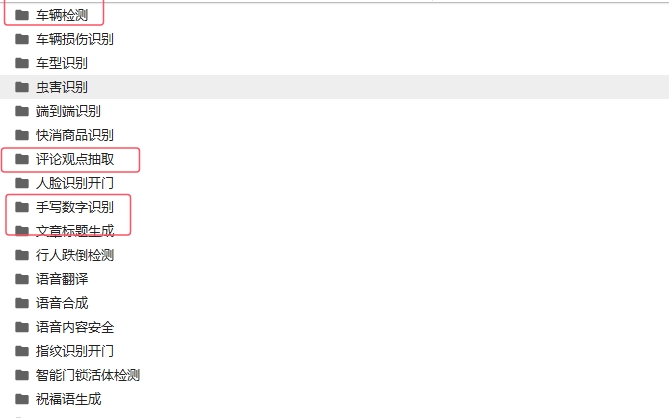 车辆检测
车辆损伤识别
车型识别
虫害识别
端到端识别
快消商品识别
评论观点抽取
人脸识别开门
手写数字识别
文章标题生成
行人跌倒检测
语音翻译
语音合成
语音内容安全
指纹识别开门
智能门锁活体检测
祝福语生成